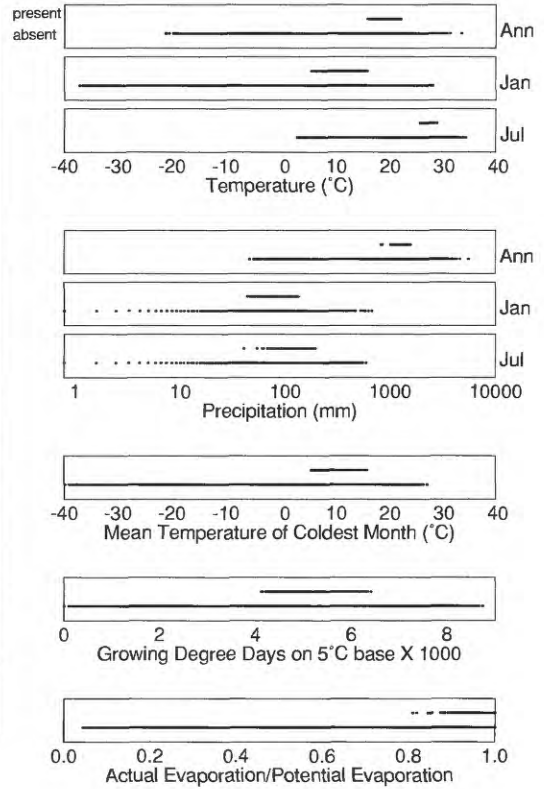 present
absent
Ann
Jan
Jul
-40 -30 -20 -10 0 10 20 30 40
Temperature (°C)
Ann
Jan
Jul
1 10 100 1000 10000
Precipitation (mm)
-40 -20 -20 -10 0 10 20 30 40
Mean Temperature of Coldest Month (°C)
0 2 4 6 8
Growing Degree Days on 5°C base X 1000
0.0 0.2 0.4 0.6 0.8 1.0
Actual Evaporation/Potential Evaporation